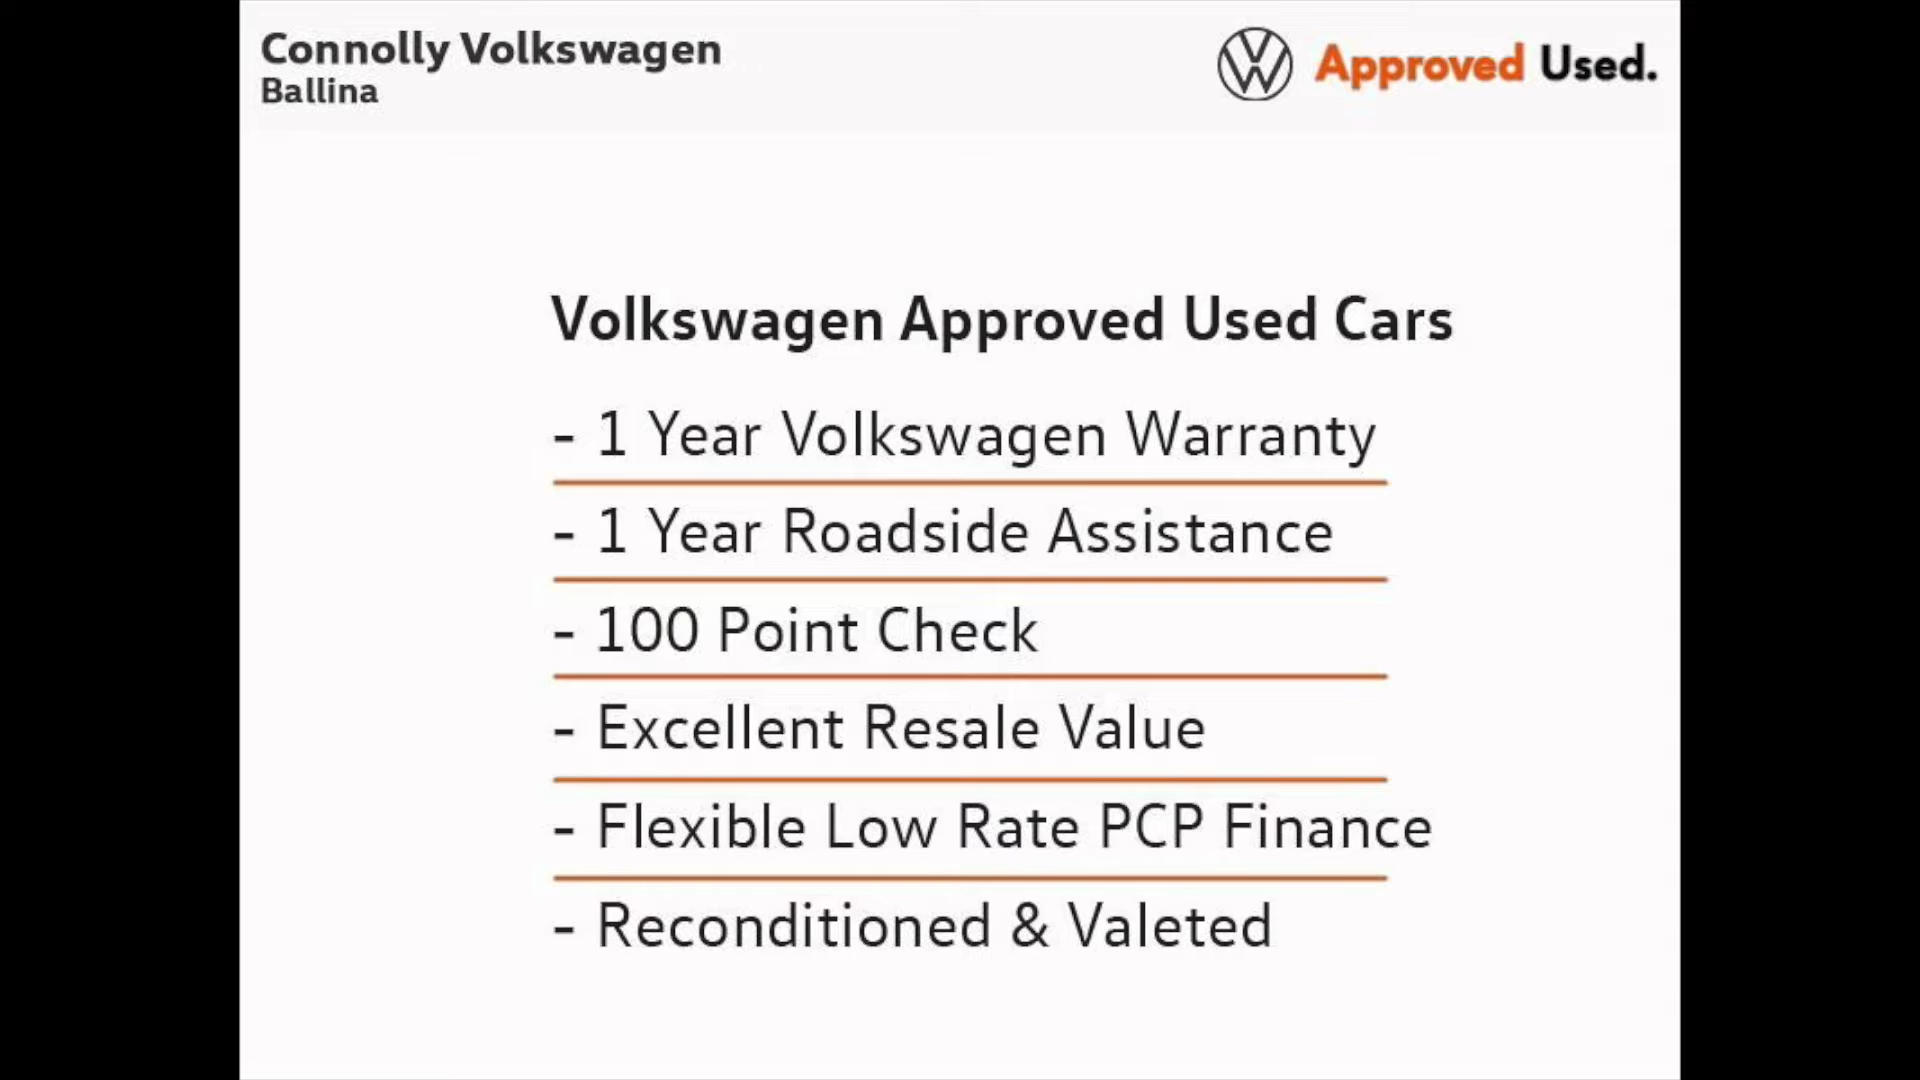 Connolly Volkswagen
Ballina
Approved Used.
Volkswagen Approved Used Cars
- 1 Year Volkswagen Warranty
- 1 Year Roadside Assistance
- 100 Point Check
- Excellent Resale Value
- Flexible Low Rate PCP Finance
- Reconditioned & Valeted